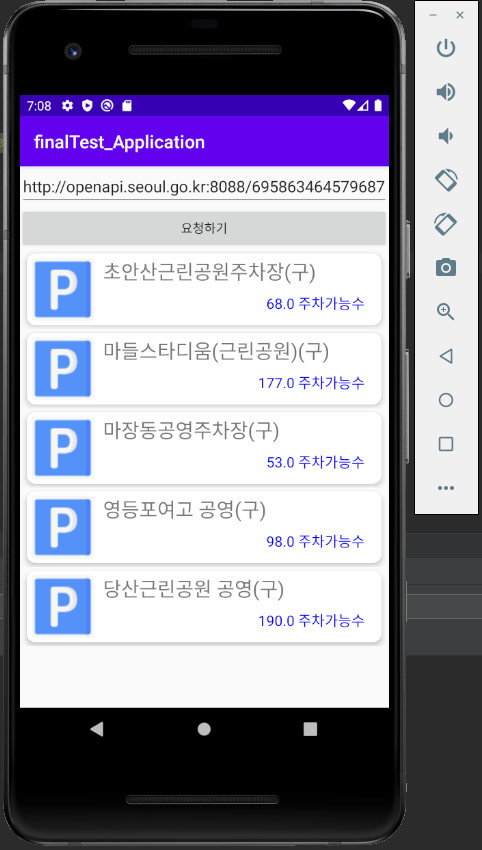 7:08
finalTest_Application
http://openapi.seoul.go.kr:8088/695863464579687
요청하기
P
초안산근린공원주차장(구)
68.0 주차가능수
P
마들스타디움(근린공원)(구)
177.0 주차가능수
P
마장동공영주차장(구)
53.0 주차가능수
P
영등포여고 공영(구)
98.0 주차가능수
P
당산근린공원 공영(구)
190.0 주차가능수